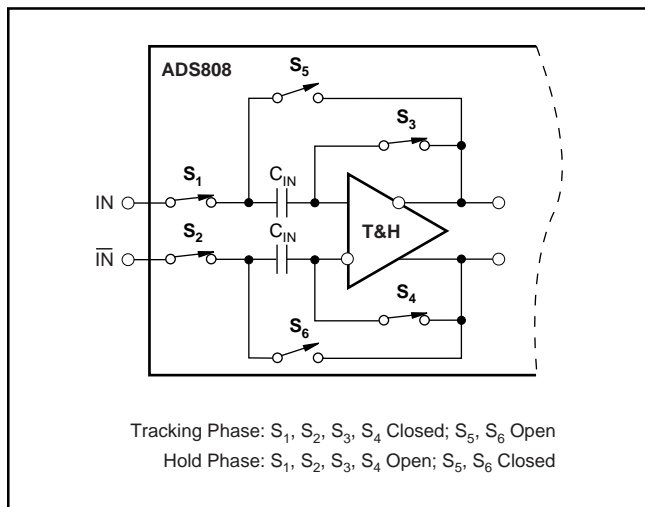 ADS808
S₅
S₃
S₁
C_IN
IN
S₂
C_IN
T&H
I̅N̅
S₄
S₆
Tracking Phase: S₁, S₂, S₃, S₄ Closed; S₅, S₆ Open
Hold Phase: S₁, S₂, S₃, S₄ Open; S₅, S₆ Closed